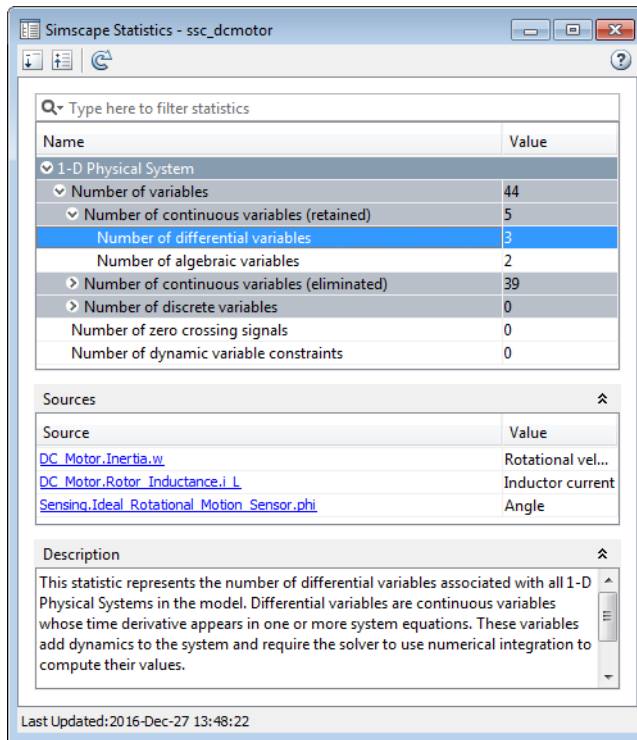 Simscape Statistics - ssc_dcmotor
Type here to filter statistics
Name Value
1-D Physical System
Number of variables 44
Number of continuous variables (retained) 5
Number of differential variables 3
Number of algebraic variables 2
Number of continuous variables (eliminated) 39
Number of discrete variables 0
Number of zero crossing signals 0
Number of dynamic variable constraints 0
Sources
Source Value
DC_Motor.Inertia.w Rotational vel...
DC_Motor.Rotor_Inductance.i_L Inductor current
Sensing.Ideal_Rotational_Motion_Sensor.phi Angle
Description
This statistic represents the number of differential variables associated with all 1-D
Physical Systems in the model. Differential variables are continuous variables
whose time derivative appears in one or more system equations. These variables
add dynamics to the system and require the solver to use numerical integration to
compute their values.
Last Updated:2016-Dec-27 13:48:22